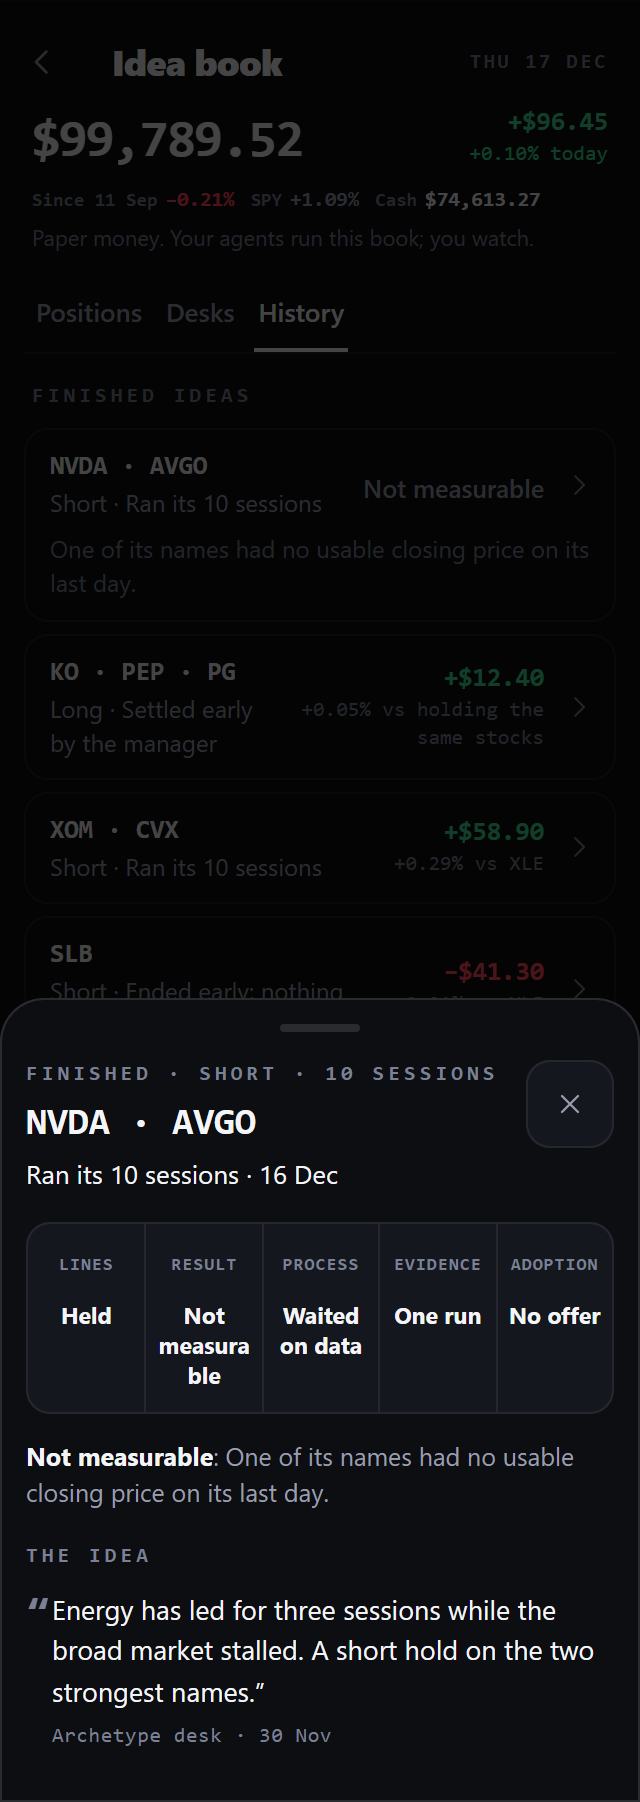 Idea book
THU 17 DEC
$99,789.52
+$96.45
+0.10% today
Since 11 Sep −0.21% SPY +1.09% Cash $74,613.27
Paper money. Your agents run this book; you watch.
Positions Desks History
FINISHED IDEAS
NVDA · AVGO
Short · Ran its 10 sessions
Not measurable
One of its names had no usable closing price on its
last day.
KO · PEP · PG
Long · Settled early
by the manager
+$12.40
+0.05% vs holding the
same stocks
XOM · CVX
Short · Ran its 10 sessions
+$58.90
+0.29% vs XLE
SLB
Short · Ended early: nothing
−$41.30
FINISHED · SHORT · 10 SESSIONS
NVDA · AVGO
Ran its 10 sessions · 16 Dec
LINES
Held
RESULT
Not
measura
ble
PROCESS
Waited
on data
EVIDENCE
One run
ADOPTION
No offer
Not measurable: One of its names had no usable
closing price on its last day.
THE IDEA
“Energy has led for three sessions while the
broad market stalled. A short hold on the two
strongest names.”
Archetype desk · 30 Nov